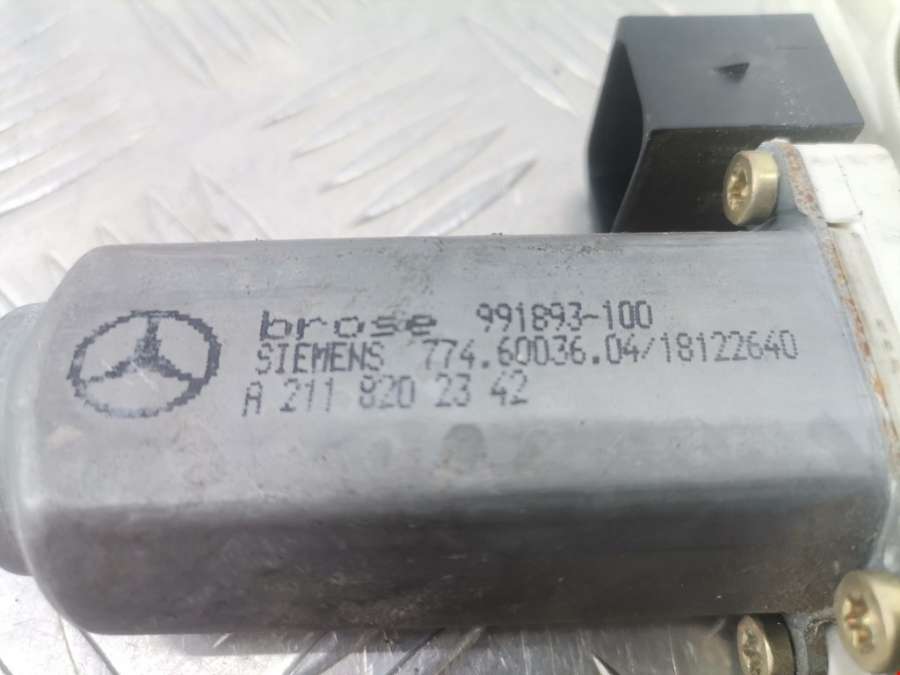 brose 991893-100
SIEMENS 774.60036.04/18122640
A 211 820 23 42